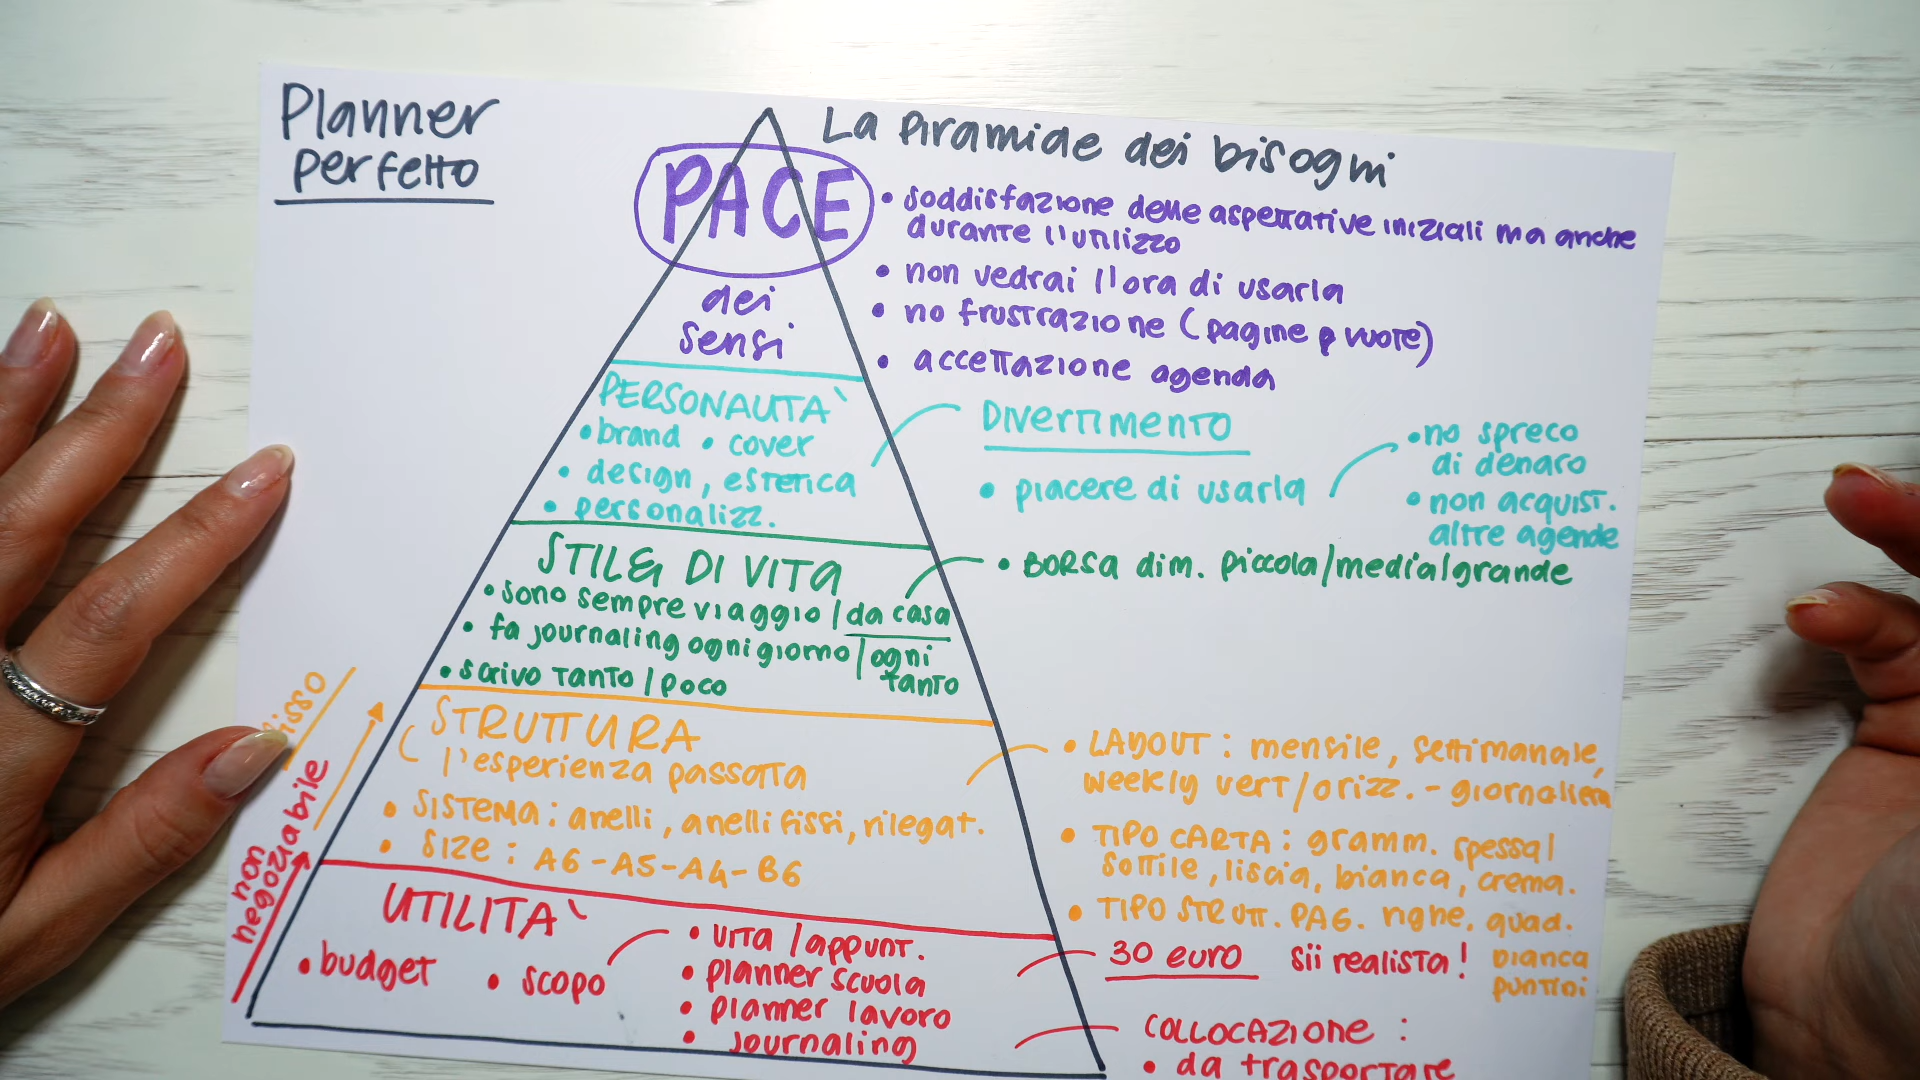 Planner
perfetto
La piramide dei bisogni
PACE
dei
sensi
• soddisfazione delle aspettative iniziali ma anche
durante l'utilizzo
• non vedrai l'ora di usarla
• no frustrazione (pagine p vuote)
• accettazione agenda
PERSONALITÀ
• brand • cover
• design, estetica
• personalizz.
DIVERTIMENTO
• piacere di usarla
• no spreco
di denaro
• non acquist.
altre agende
STILE DI VITA
• sono sempre viaggio / da casa
• fa journaling ogni giorno / ogni
tanto
• scrivo tanto / poco
• BORSA dim. piccola/media/grande
STRUTTURA
l'esperienza passata
• SISTEMA: anelli, anelli fissi, rilegat.
• SIZE: A6-A5-A4-B6
• LAYOUT: mensile, settimanale,
weekly vert/orizz. - giornaliera
• TIPO CARTA: gramm. spessa/
sottile, liscia, bianca, crema.
• TIPO STRUTT. PAG. righe, quad.
bianca
puntini
non
negoziabile
UTILITÀ
• budget • scopo
• vita / appunt.
• planner scuola
• planner lavoro
• journaling
30 euro sii realista!
COLLOCAZIONE:
• da trasportare